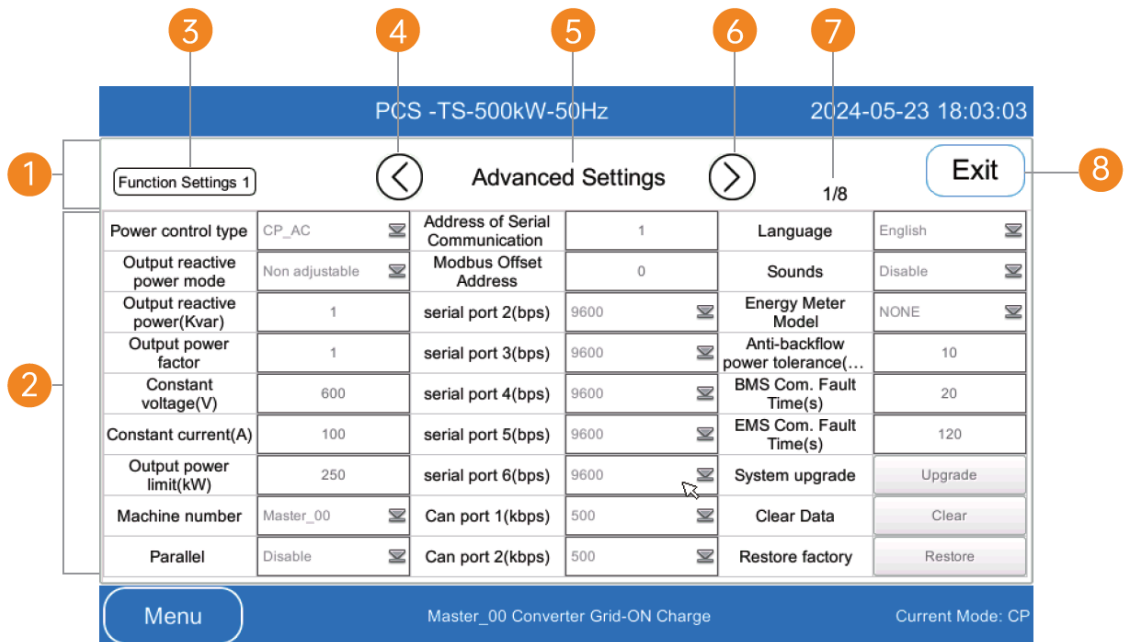 3 4 5 6 7
PCS -TS-500kW-50Hz 2024-05-23 18:03:03
1
Function Settings 1 Advanced Settings 1/8 Exit
8
Power control type CP_AC Address of Serial Communication 1 Language English
Output reactive power mode Non adjustable Modbus Offset Address 0 Sounds Disable
Output reactive power(Kvar) 1 serial port 2(bps) 9600 Energy Meter Model NONE
Output power factor 1 serial port 3(bps) 9600 Anti-backflow power tolerance(... 10
2
Constant voltage(V) 600 serial port 4(bps) 9600 BMS Com. Fault Time(s) 20
Constant current(A) 100 serial port 5(bps) 9600 EMS Com. Fault Time(s) 120
Output power limit(kW) 250 serial port 6(bps) 9600 System upgrade Upgrade
Machine number Master_00 Can port 1(kbps) 500 Clear Data Clear
Parallel Disable Can port 2(kbps) 500 Restore factory Restore
Menu Master_00 Converter Grid-ON Charge Current Mode: CP